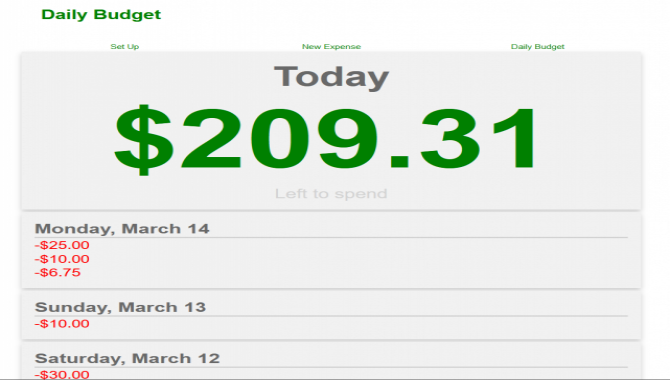 Daily Budget
Set Up New Expense Daily Budget
Today
$209.31
Left to spend
Monday, March 14
-$25.00
-$10.00
-$6.75
Sunday, March 13
-$10.00
Saturday, March 12
-$30.00